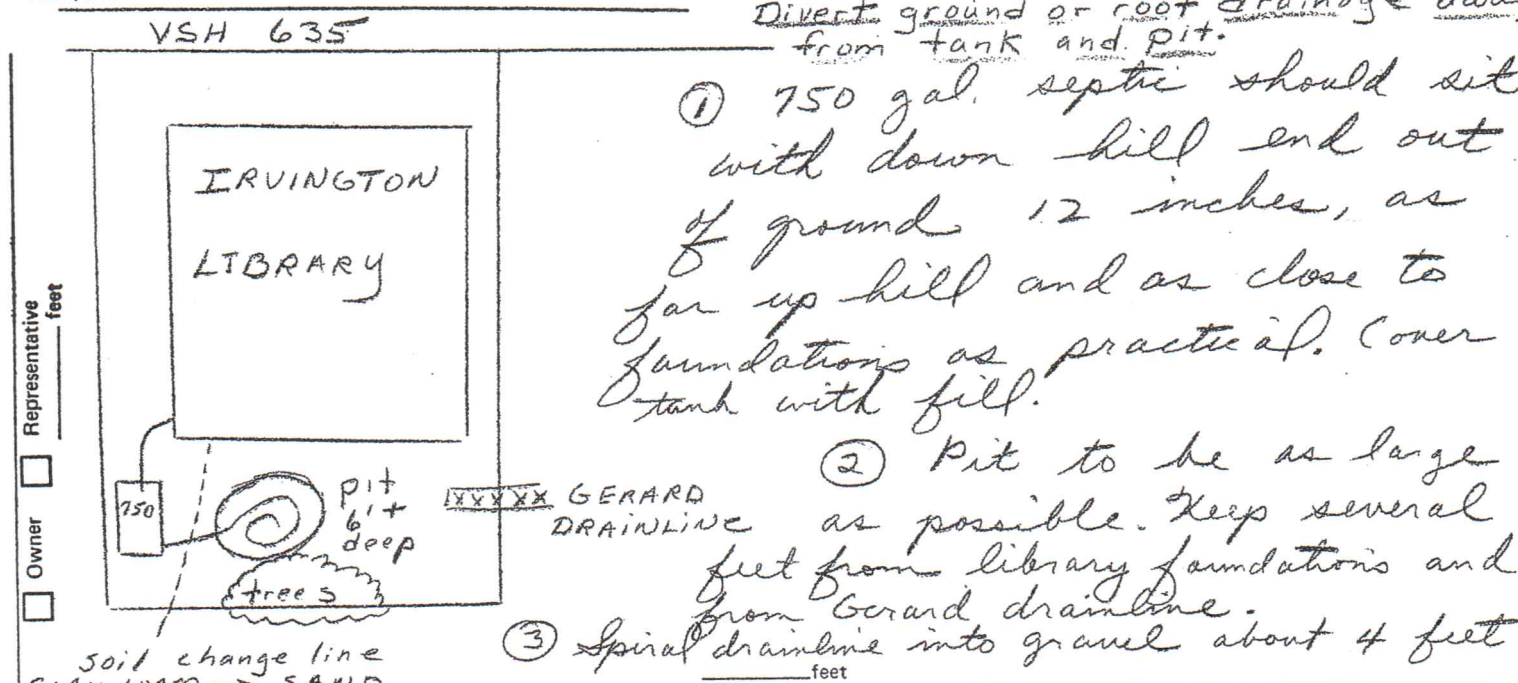 VSH 635
Divert ground or roof drainage away
from tank and pit.
① 750 gal. septic should sit
with down hill end out
of ground 12 inches, as
far up hill and as close to
foundations as practical. Cover
tank with fill.
② Pit to be as large
as possible. Keep several
feet from library foundations and
from Gerard drainline.
③ Spiral drainline into gravel about 4 feet
feet
IRVINGTON
LIBRARY
750
pit
6'+
deep
trees
XXXXX GERARD
DRAINLINE
soil change line
SAND
Representative
feet
Owner